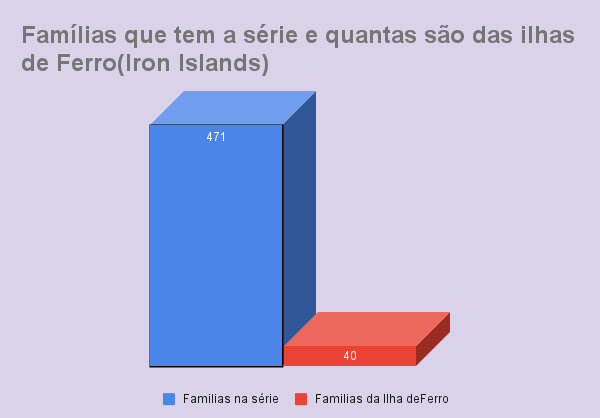 Famílias que tem a série e quantas são das ilhas
de Ferro(Iron Islands)
471
40
Familias na série
Familias da Ilha deFerro